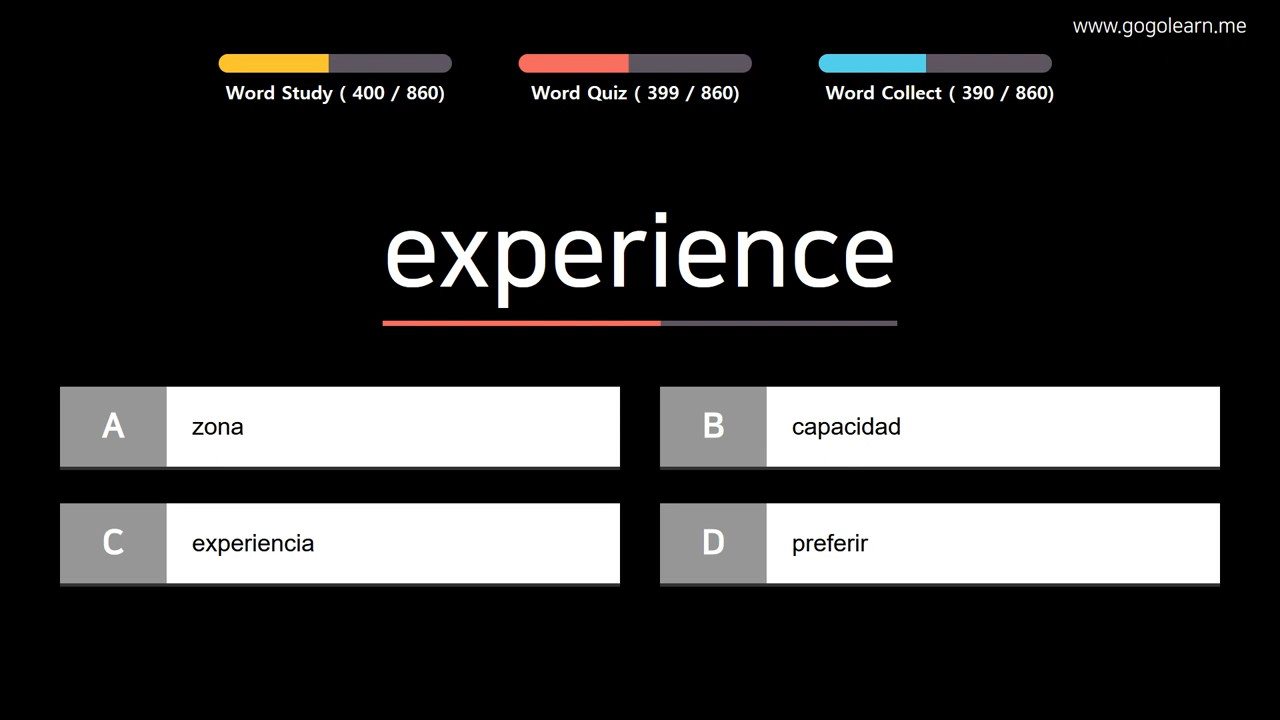 www.gogolearn.me
Word Study ( 400 / 860)
Word Quiz ( 399 / 860)
Word Collect ( 390 / 860)
experience
A zona
B capacidad
C experiencia
D preferir